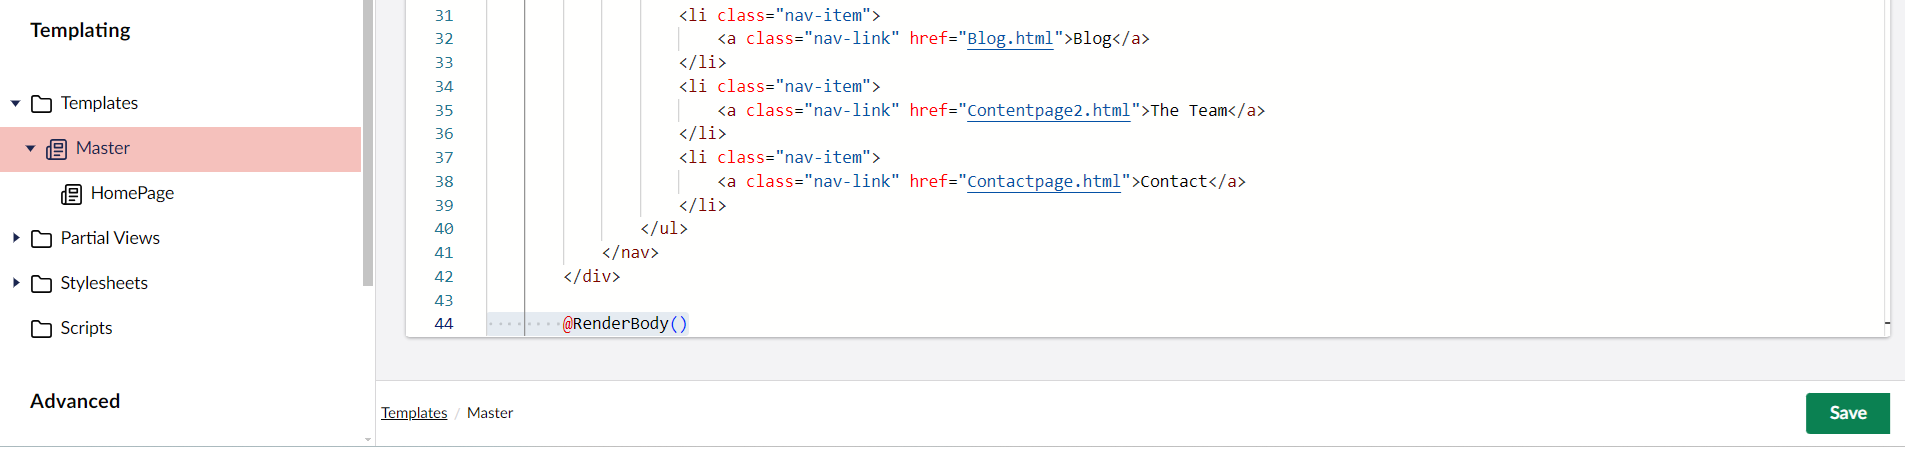 Templating
Templates
Master
HomePage
Partial Views
Stylesheets
Scripts
Advanced
31 <li class="nav-item">
32 <a class="nav-link" href="Blog.html">Blog</a>
33 </li>
34 <li class="nav-item">
35 <a class="nav-link" href="Contentpage2.html">The Team</a>
36 </li>
37 <li class="nav-item">
38 <a class="nav-link" href="Contactpage.html">Contact</a>
39 </li>
40 </ul>
41 </nav>
42 </div>
43
44 @RenderBody()
Templates / Master
Save